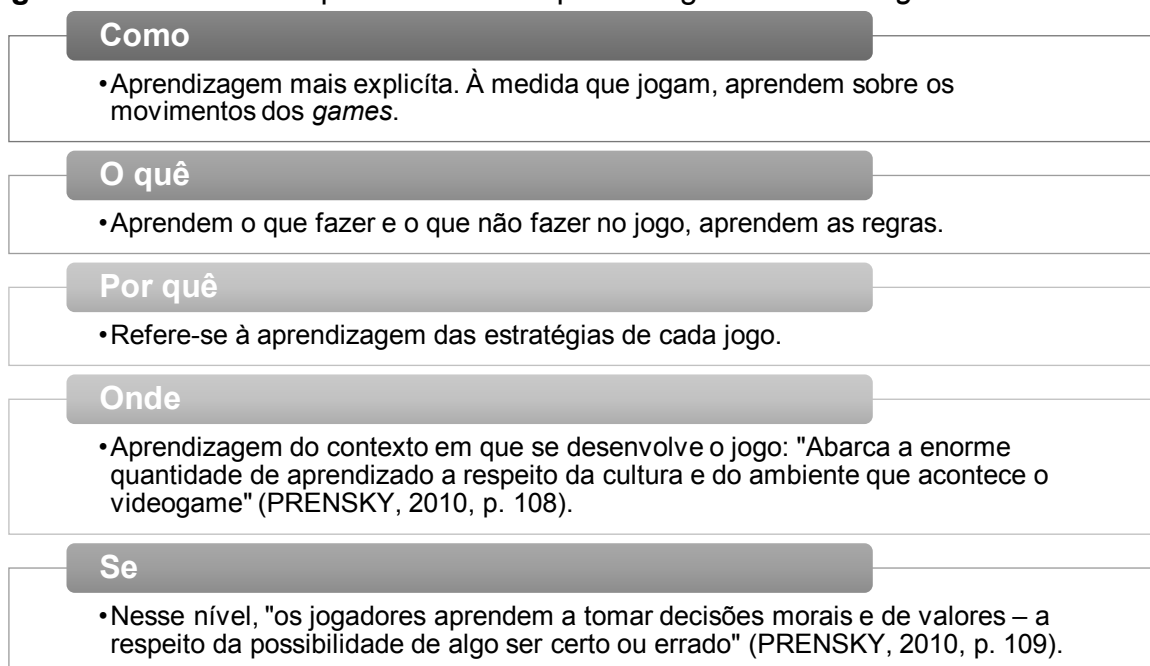 Como
•Aprendizagem mais explicíta. À medida que jogam, aprendem sobre os
movimentos dos games.
O quê
•Aprendem o que fazer e o que não fazer no jogo, aprendem as regras.
Por quê
•Refere-se à aprendizagem das estratégias de cada jogo.
Onde
•Aprendizagem do contexto em que se desenvolve o jogo: "Abarca a enorme
quantidade de aprendizado a respeito da cultura e do ambiente que acontece o
videogame" (PRENSKY, 2010, p. 108).
Se
•Nesse nível, "os jogadores aprendem a tomar decisões morais e de valores – a
respeito da possibilidade de algo ser certo ou errado" (PRENSKY, 2010, p. 109).